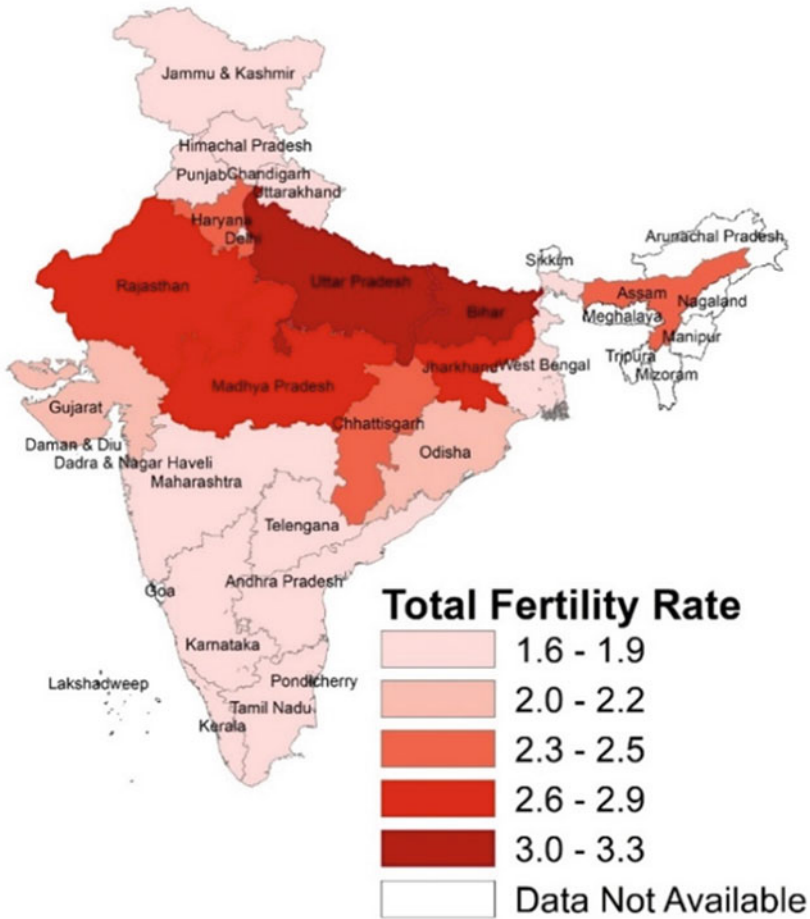 Jammu & Kashmir
Himachal Pradesh
Punjab
Chandigarh
Uttarakhand
Haryana
Delhi
Arunachal Pradesh
Sikkim
Rajasthan
Uttar Pradesh
Assam
Nagaland
Bihar
Meghalaya
Manipur
Tripura
Mizoram
Jharkhand
West Bengal
Madhya Pradesh
Gujarat
Chhattisgarh
Daman & Diu
Odisha
Dadra & Nagar Haveli
Maharashtra
Telengana
Andhra Pradesh
Goa
Karnataka
Lakshadweep
Pondicherry
Tamil Nadu
Kerala
Total Fertility Rate
1.6 - 1.9
2.0 - 2.2
2.3 - 2.5
2.6 - 2.9
3.0 - 3.3
Data Not Available